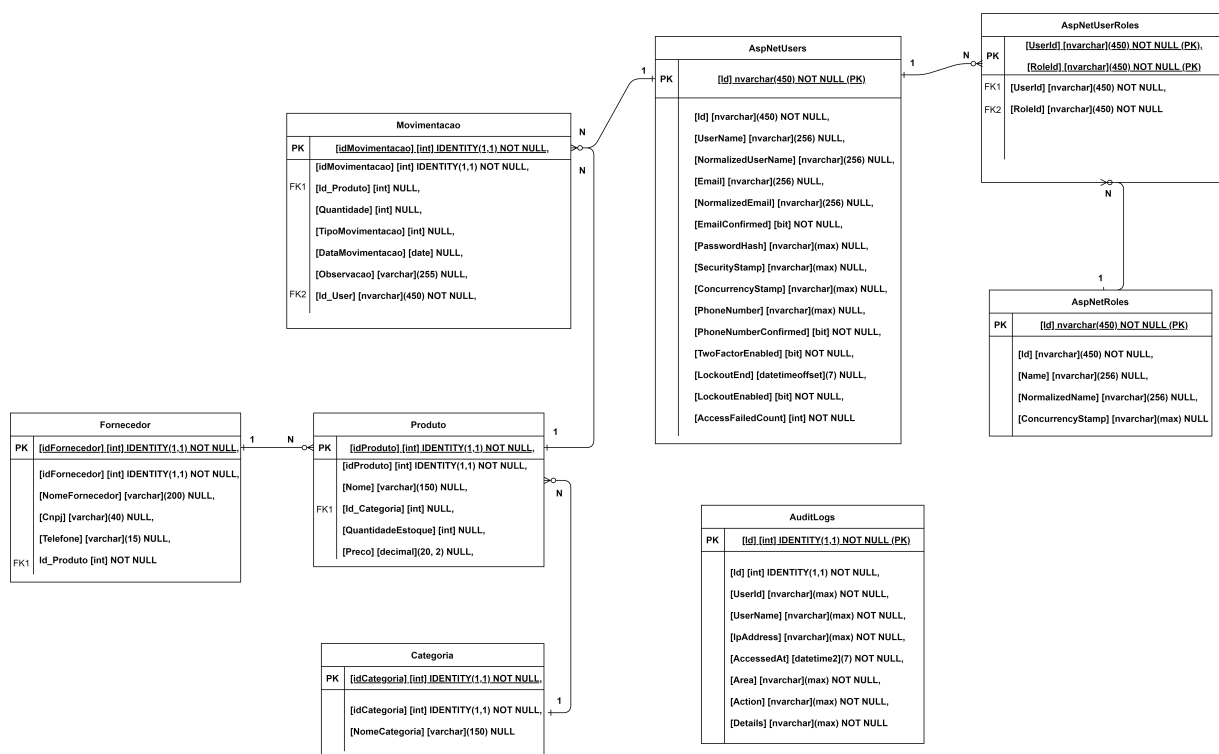 AspNetUserRoles
PK
[UserId] [nvarchar](450) NOT NULL (PK),
[RoleId] [nvarchar](450) NOT NULL (PK)
FK1 [UserId] [nvarchar](450) NOT NULL,
FK2 [RoleId] [nvarchar](450) NOT NULL
AspNetUsers
PK [Id] nvarchar(450) NOT NULL (PK)
[Id] [nvarchar](450) NOT NULL,
[UserName] [nvarchar](256) NULL,
[NormalizedUserName] [nvarchar](256) NULL,
[Email] [nvarchar](256) NULL,
[NormalizedEmail] [nvarchar](256) NULL,
[EmailConfirmed] [bit] NOT NULL,
[PasswordHash] [nvarchar](max) NULL,
[SecurityStamp] [nvarchar](max) NULL,
[ConcurrencyStamp] [nvarchar](max) NULL,
[PhoneNumber] [nvarchar](max) NULL,
[PhoneNumberConfirmed] [bit] NOT NULL,
[TwoFactorEnabled] [bit] NOT NULL,
[LockoutEnd] [datetimeoffset](7) NULL,
[LockoutEnabled] [bit] NOT NULL,
[AccessFailedCount] [int] NOT NULL
1
N
1
N
N
Movimentacao
PK [idMovimentacao] [int] IDENTITY(1,1) NOT NULL,
[idMovimentacao] [int] IDENTITY(1,1) NOT NULL,
FK1 [Id_Produto] [int] NULL,
[Quantidade] [int] NULL,
[TipoMovimentacao] [int] NULL,
[DataMovimentacao] [date] NULL,
[Observacao] [varchar](255) NULL,
FK2 [Id_User] [nvarchar](450) NOT NULL,
N
1
AspNetRoles
PK [Id] nvarchar(450) NOT NULL (PK)
[Id] [nvarchar](450) NOT NULL,
[Name] [nvarchar](256) NULL,
[NormalizedName] [nvarchar](256) NULL,
[ConcurrencyStamp] [nvarchar](max) NULL
Fornecedor
PK [idFornecedor] [int] IDENTITY(1,1) NOT NULL,
[idFornecedor] [int] IDENTITY(1,1) NOT NULL,
[NomeFornecedor] [varchar](200) NULL,
[Cnpj] [varchar](40) NULL,
[Telefone] [varchar](15) NULL,
FK1 Id_Produto [int] NOT NULL
1
N
Produto
PK [idProduto] [int] IDENTITY(1,1) NOT NULL,
[idProduto] [int] IDENTITY(1,1) NOT NULL,
[Nome] [varchar](150) NULL,
FK1 [Id_Categoria] [int] NULL,
[QuantidadeEstoque] [int] NULL,
[Preco] [decimal](20, 2) NULL,
1
N
Categoria
PK [idCategoria] [int] IDENTITY(1,1) NOT NULL,
[idCategoria] [int] IDENTITY(1,1) NOT NULL,
[NomeCategoria] [varchar](150) NULL
1
AuditLogs
PK [Id] [int] IDENTITY(1,1) NOT NULL (PK)
[Id] [int] IDENTITY(1,1) NOT NULL,
[UserId] [nvarchar](max) NOT NULL,
[UserName] [nvarchar](max) NOT NULL,
[IpAddress] [nvarchar](max) NOT NULL,
[AccessedAt] [datetime2](7) NOT NULL,
[Area] [nvarchar](max) NOT NULL,
[Action] [nvarchar](max) NOT NULL,
[Details] [nvarchar](max) NOT NULL